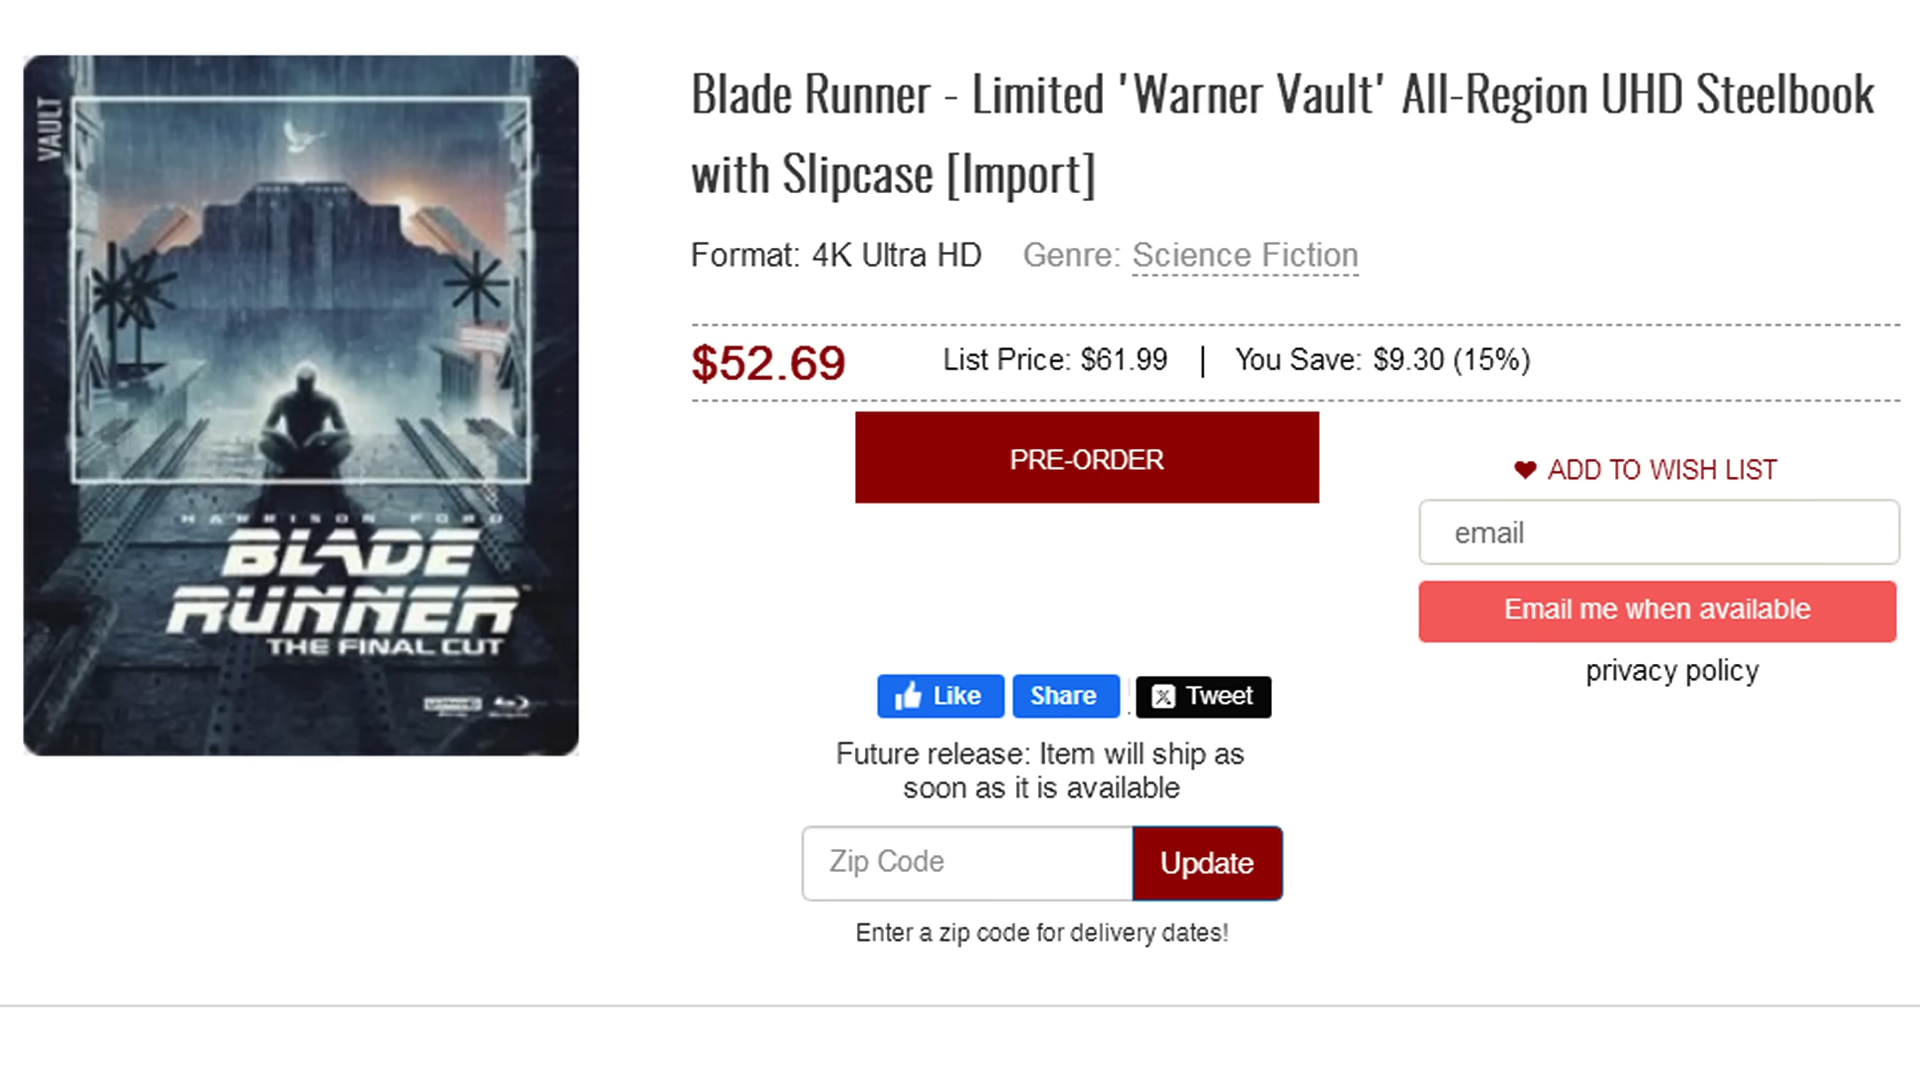 VAULT
HARRISON FORD
BLADE
RUNNER
THE FINAL CUT
Blade Runner - Limited 'Warner Vault' All-Region UHD Steelbook
with Slipcase [Import]
Format: 4K Ultra HD Genre: Science Fiction
$52.69 List Price: $61.99 | You Save: $9.30 (15%)
PRE-ORDER
ADD TO WISH LIST
email
Email me when available
privacy policy
Like Share Tweet
Future release: Item will ship as
soon as it is available
Zip Code Update
Enter a zip code for delivery dates!